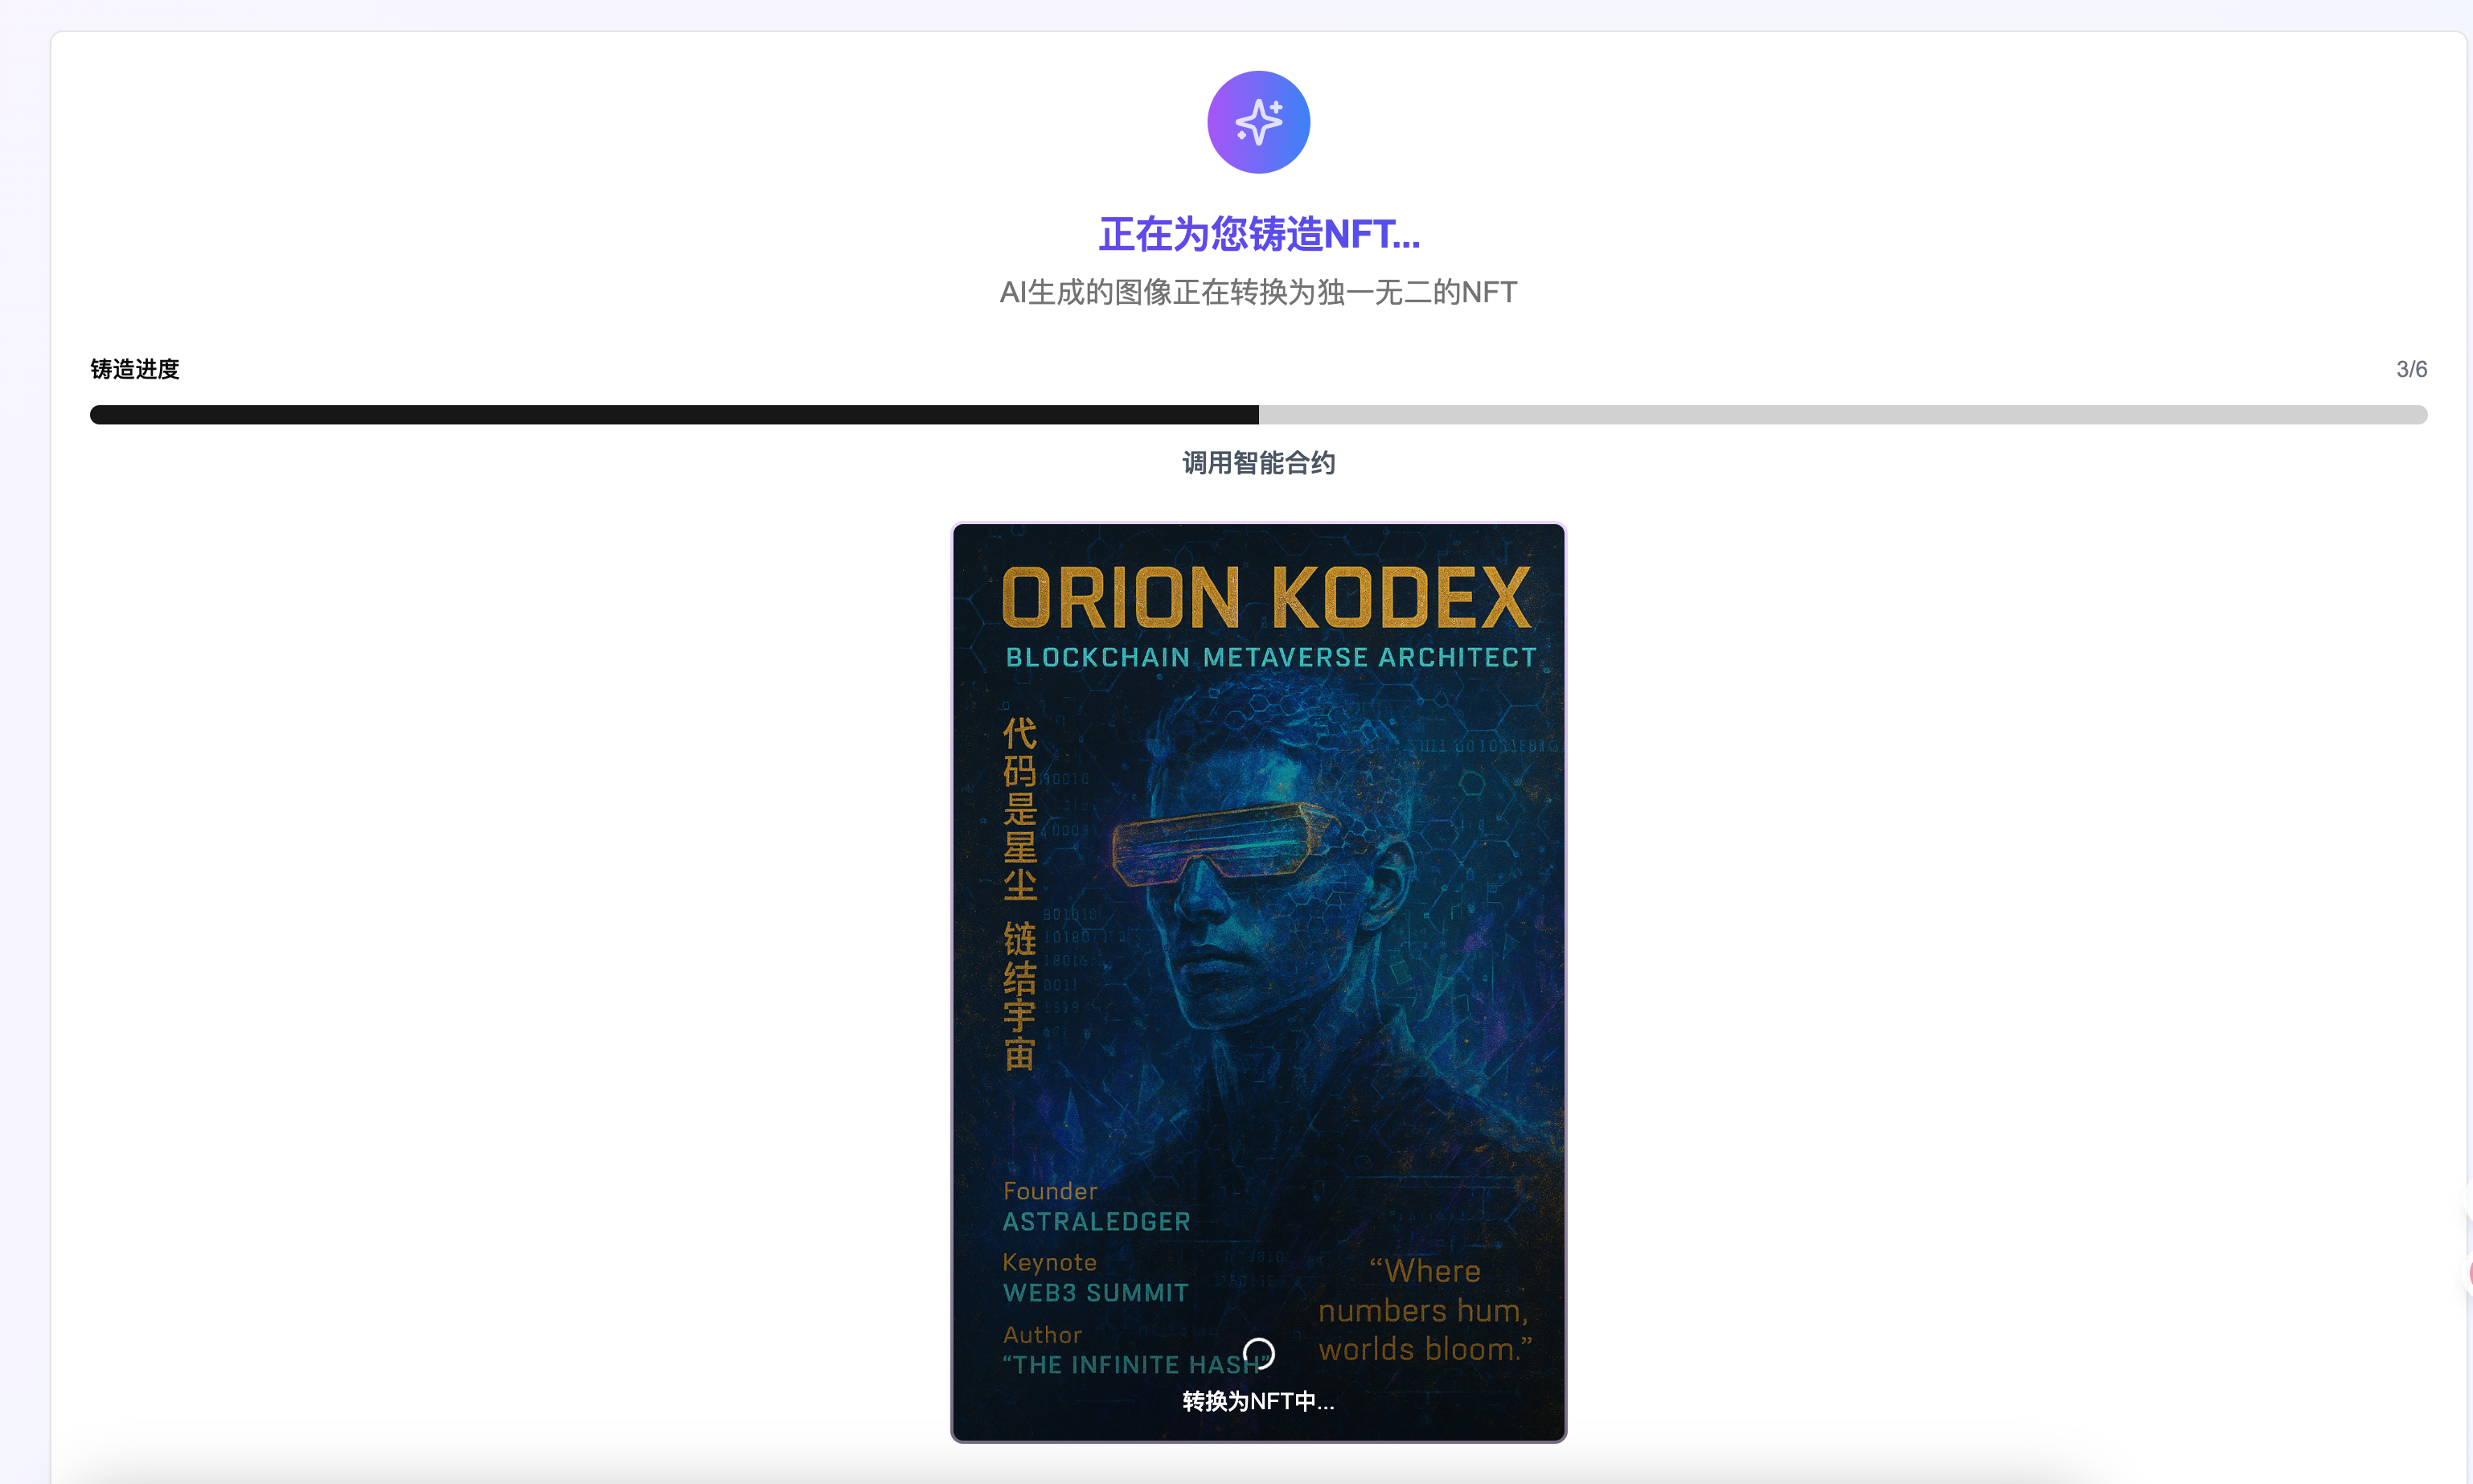 正在为您铸造NFT...
AI生成的图像正在转换为独一无二的NFT
铸造进度
3/6
调用智能合约
ORION KODEX
BLOCKCHAIN METAVERSE ARCHITECT
代码是星尘 链结宇宙
Founder
ASTRALEDGER
Keynote
WEB3 SUMMIT
Author
“THE INFINITE HASH”
“Where
numbers hum,
worlds bloom.”
转换为NFT中...